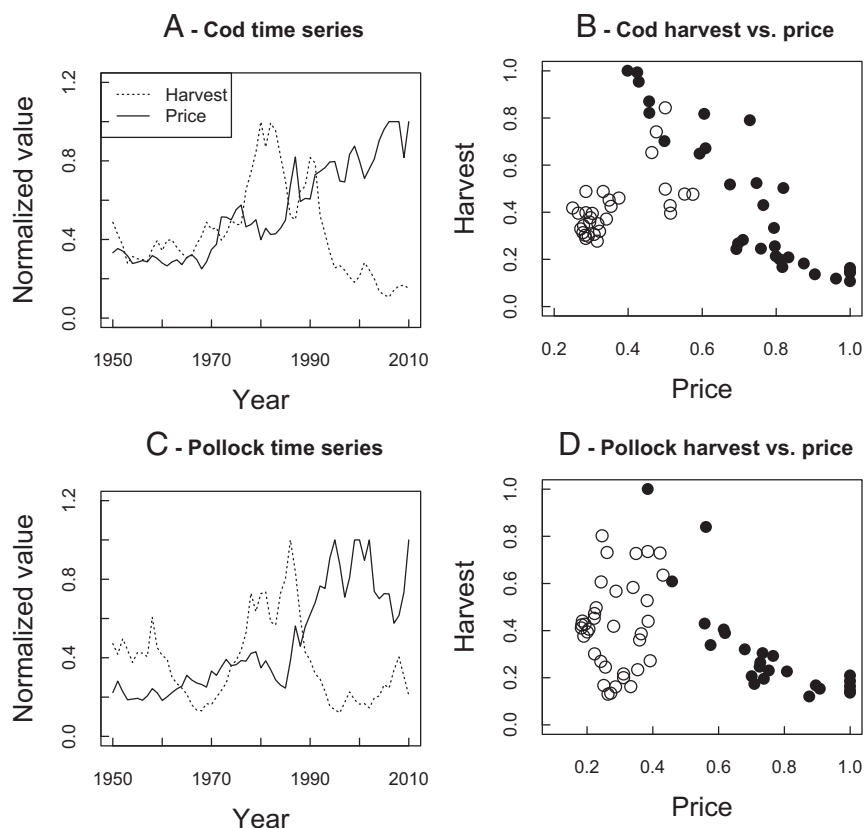 A - Cod time series
Harvest
Price
Normalized value
0.0 0.4 0.8 1.2
1950 1970 1990 2010
Year
B - Cod harvest vs. price
Harvest
0.0 0.2 0.4 0.6 0.8 1.0
0.2 0.4 0.6 0.8 1.0
Price
C - Pollock time series
Normalized value
0.0 0.4 0.8 1.2
1950 1970 1990 2010
Year
D - Pollock harvest vs. price
Harvest
0.0 0.2 0.4 0.6 0.8 1.0
0.2 0.4 0.6 0.8 1.0
Price